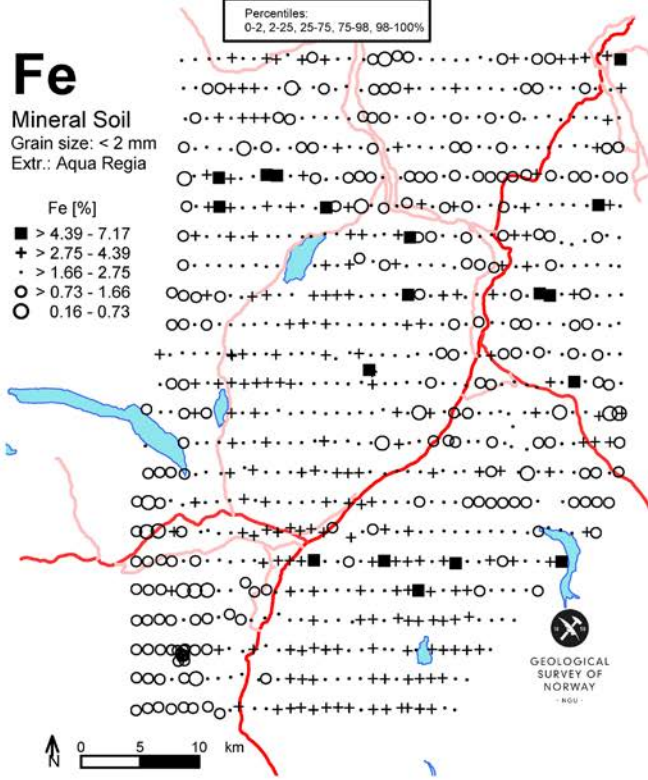 Percentiles:
0-2, 2-25, 25-75, 75-98, 98-100%
Fe
Mineral Soil
Grain size: < 2 mm
Extr.: Aqua Regia
Fe [%]
> 4.39 - 7.17
> 2.75 - 4.39
> 1.66 - 2.75
> 0.73 - 1.66
0.16 - 0.73
GEOLOGICAL
SURVEY OF
NORWAY
- NGU -
N
0 5 10 km